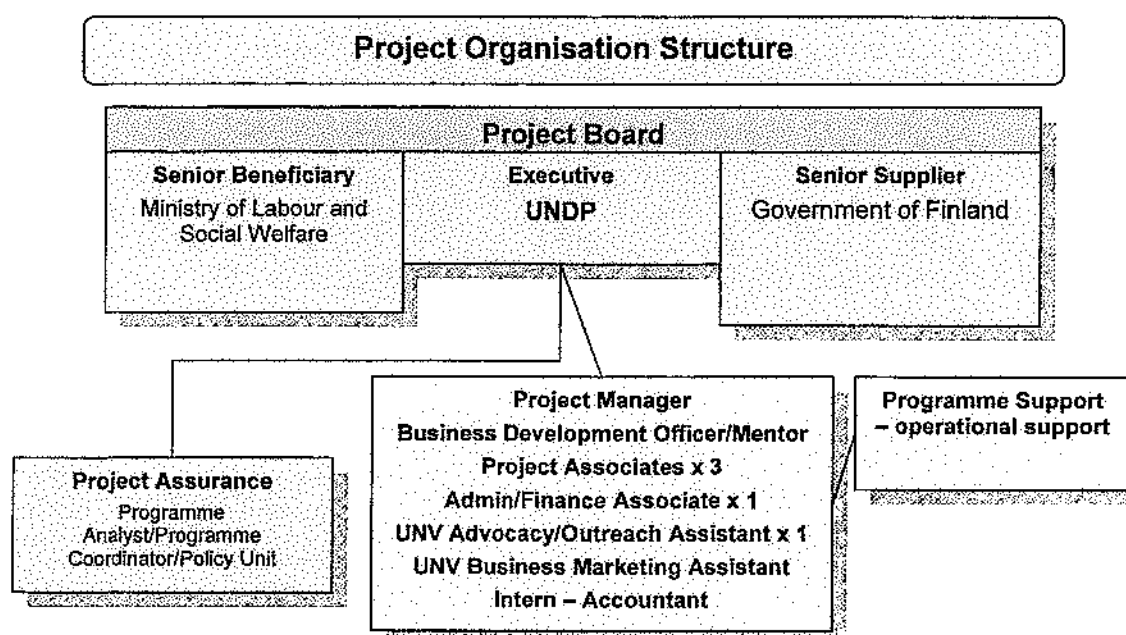 Project Organisation Structure
Project Board
Senior Beneficiary
Ministry of Labour and
Social Welfare
Executive
UNDP
Senior Supplier
Government of Finland
Project Manager
Business Development Officer/Mentor
Project Associates x 3
Admin/Finance Associate x 1
UNV Advocacy/Outreach Assistant x 1
UNV Business Marketing Assistant
Intern – Accountant
Programme Support
– operational support
Project Assurance
Programme
Analyst/Programme
Coordinator/Policy Unit